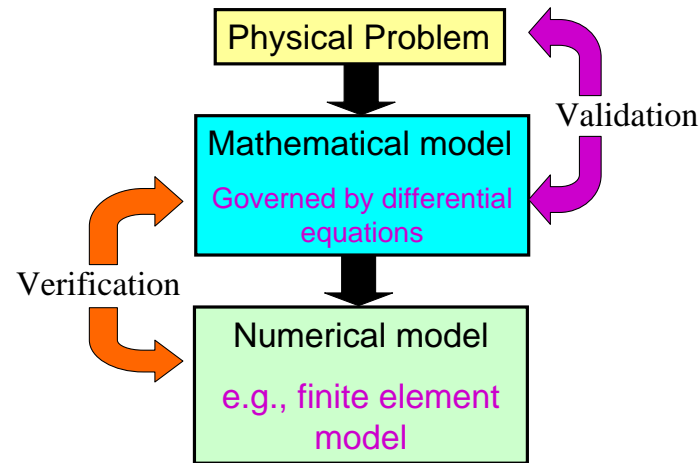 Physical Problem
Validation
Mathematical model
Governed by differential
equations
Verification
Numerical model
e.g., finite element
model